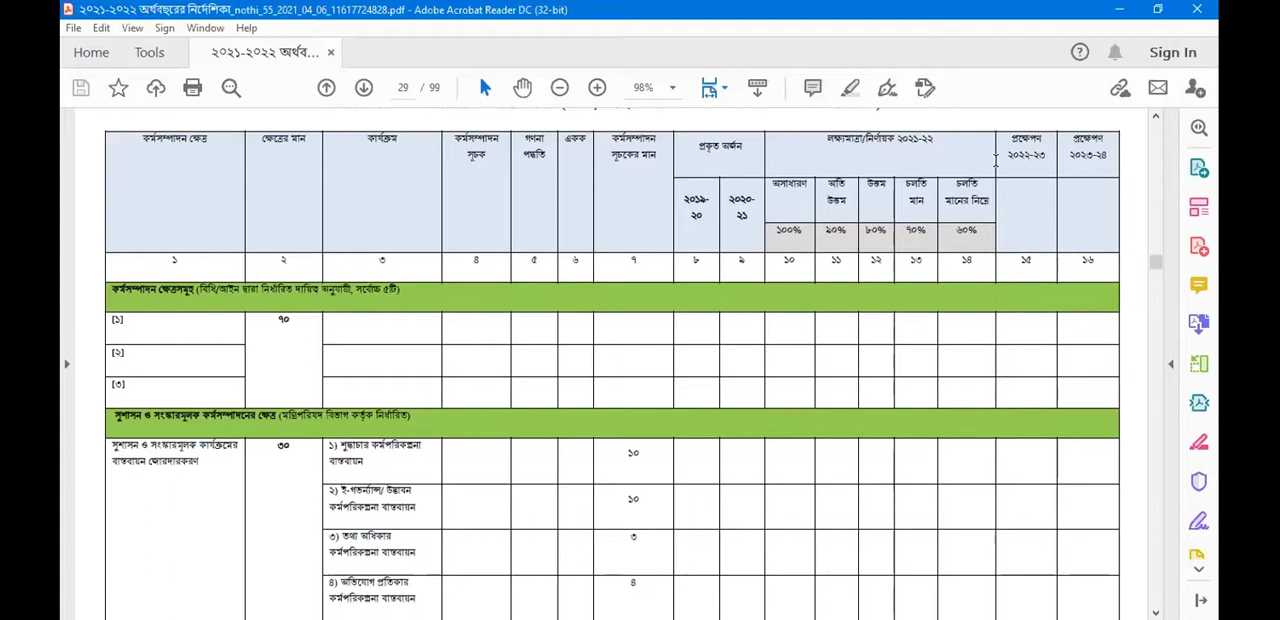 ২০২১-২০২২ অর্থবছরের নির্দেশিকা_nothi_55_2021_04_06_11617724828.pdf - Adobe Acrobat Reader DC (32-bit)
File Edit View Sign Window Help
Home Tools ২০২১-২০২২ অর্থব... × Sign In
29 / 99 98%
কর্মসম্পাদন ক্ষেত্র ক্ষেত্রের মান কার্যক্রম কর্মসম্পাদন সূচক গণনা পদ্ধতি একক কর্মসম্পাদন সূচকের মান প্রকৃত অর্জন লক্ষ্যমাত্রা/নির্ণায়ক ২০২১-২২ প্রক্ষেপণ ২০২২-২৩ প্রক্ষেপণ ২০২৩-২৪
২০১৯-২০ ২০২০-২১ অসাধারণ অতি উত্তম উত্তম চলতি মান চলতি মানের নিম্নে
১০০% ৯০% ৮০% ৭০% ৬০%
১ ২ ৩ ৪ ৫ ৬ ৭ ৮ ৯ ১০ ১১ ১২ ১৩ ১৪ ১৫ ১৬
কর্মসম্পাদন ক্ষেত্রসমূহ (বিধি/আইন দ্বারা নির্ধারিত দায়িত্ব অনুযায়ী, সর্বোচ্চ ৫টি)
[১] ৭০
[২]
[৩]
সুশাসন ও সংস্কারমূলক কর্মসম্পাদনের ক্ষেত্র (মন্ত্রিপরিষদ বিভাগ কর্তৃক নির্ধারিত)
সুশাসন ও সংস্কারমূলক কার্যক্রমের বাস্তবায়ন জোরদারকরণ ৩০ ১) শুদ্ধাচার কর্মপরিকল্পনা বাস্তবায়ন ১০
২) ই-গভর্ন্যান্স/ উদ্ভাবন কর্মপরিকল্পনা বাস্তবায়ন ১০
৩) তথ্য অধিকার কর্মপরিকল্পনা বাস্তবায়ন ৩
৪) অভিযোগ প্রতিকার কর্মপরিকল্পনা বাস্তবায়ন ৪